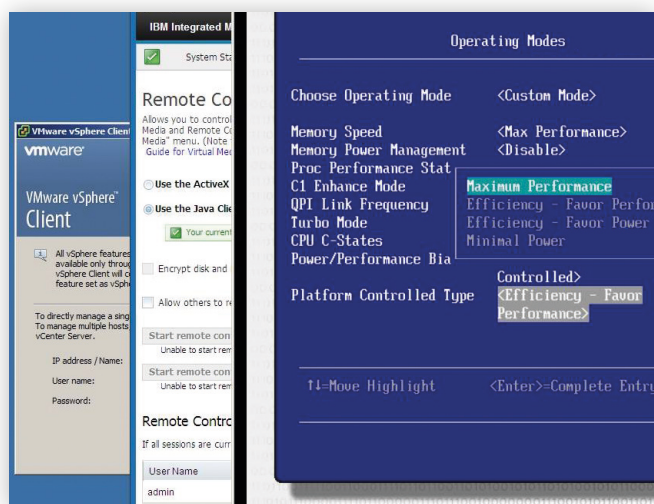 VMware vSphere Client
vmware
VMware vSphere™
Client
All vSphere features
available only throu
vSphere Client will c
feature set as vSph
To directly manage a sing
To manage multiple hosts
vCenter Server.
IP address / Name:
User name:
Password:
IBM Integrated M
System Sta
Remote Co
Allows you to control
Media and Remote Co
Media" menu. (Note
Guide for Virtual Med
Use the ActiveX
Use the Java Clie
Your current
Encrypt disk and
Allow others to re
Start remote con
Unable to start rem
Start remote con
Unable to start rem
Remote Contro
If all sessions are curr
User Name
admin
Operating Modes
Choose Operating Mode <Custom Mode>
Memory Speed <Max Performance>
Memory Power Management <Disable>
Proc Performance Stat
C1 Enhance Mode Maximum Performance
QPI Link Frequency Efficiency - Favor Perfor
Turbo Mode Efficiency - Favor Power
CPU C-States Minimal Power
Power/Performance Bia
Controlled>
Platform Controlled Type <Efficiency - Favor
Performance>
↑↓=Move Highlight <Enter>=Complete Entry